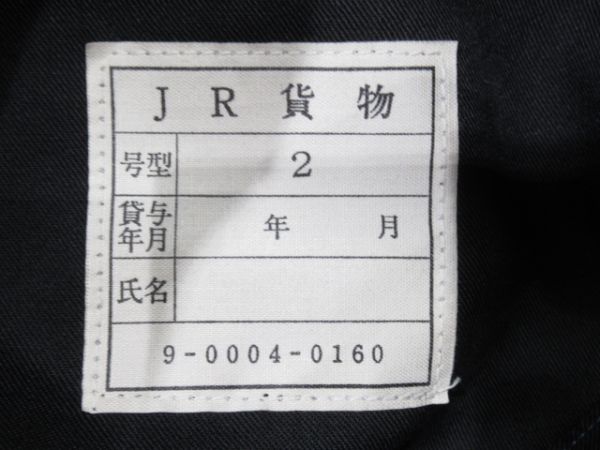 JR貨物
号型 2
貸与年月 年 月
氏名
9-0004-0160